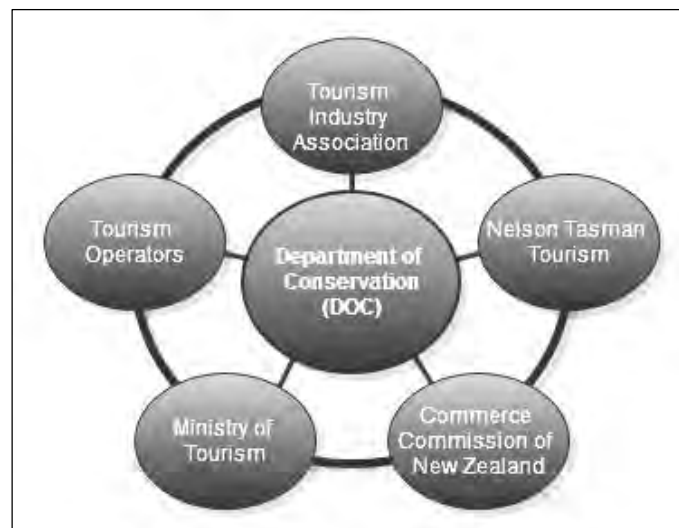 Tourism
Industry
Association
Tourism
Operators
Department of
Conservation
(DOC)
Nelson Tasman
Tourism
Ministry of
Tourism
Commerce
Commission of
New Zealand